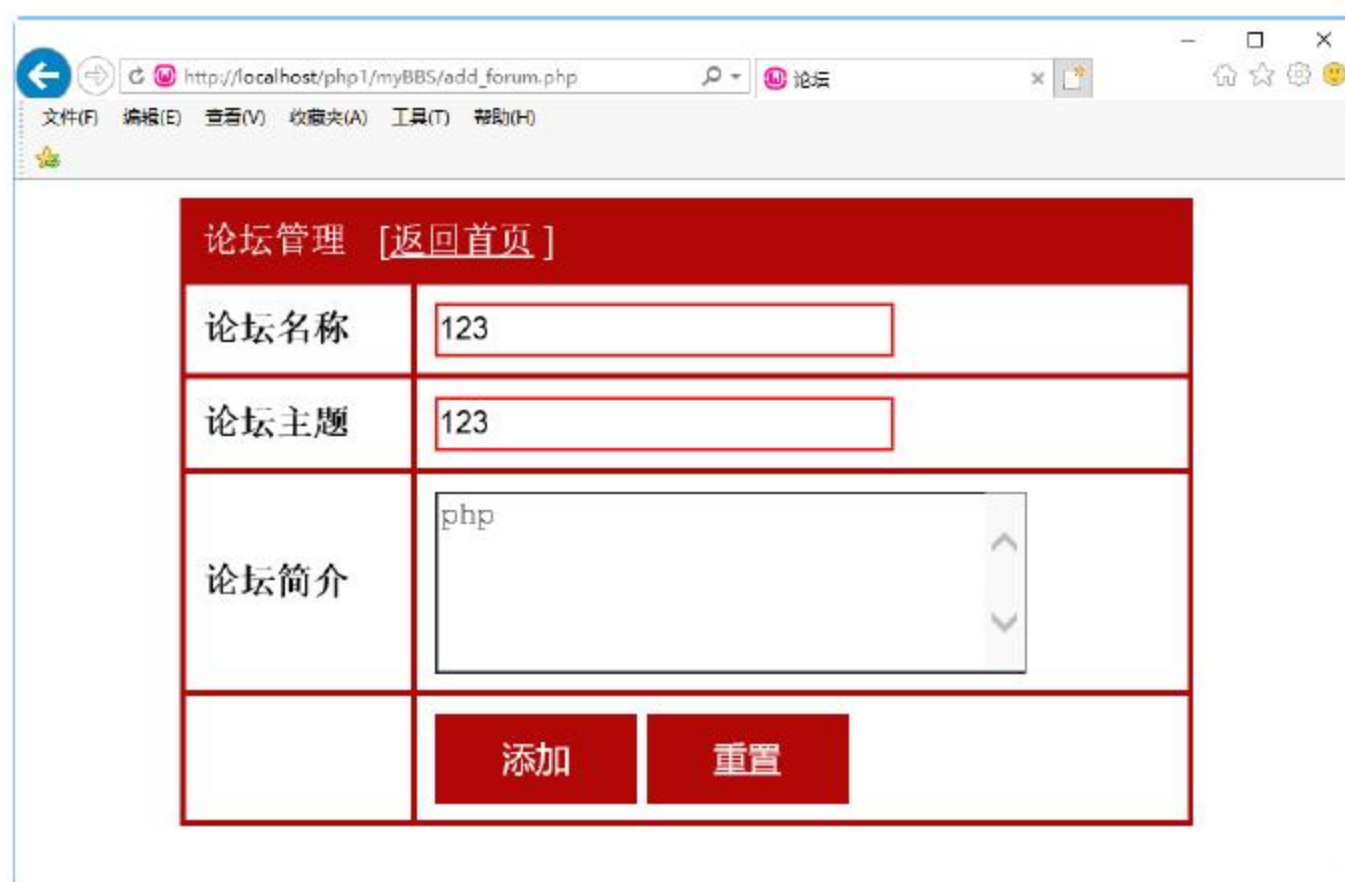 http://localhost/php1/myBBS/add_forum.php 论坛
文件(F) 编辑(E) 查看(V) 收藏夹(A) 工具(T) 帮助(H)
论坛管理 [返回首页 ]
论坛名称 123
论坛主题 123
论坛简介 php
添加 重置